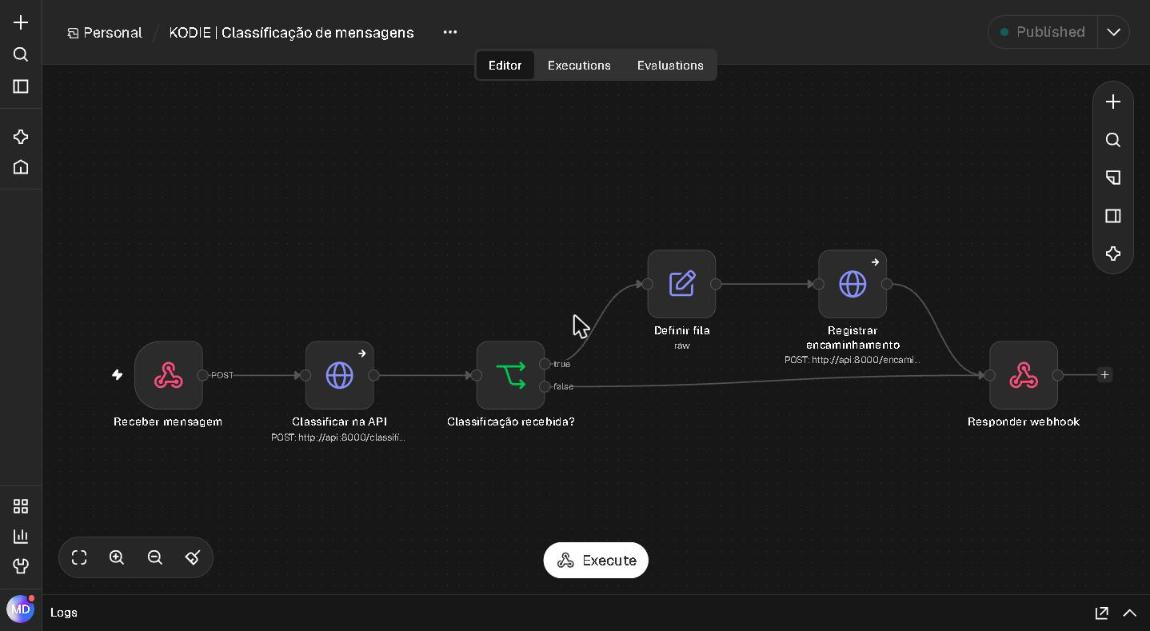 Personal / KODIE | Classificação de mensagens ...
Published
Editor Executions Evaluations
Definir fila
raw
Registrar
encaminhamento
POST: http://api:8000/encami...
POST
true
false
Receber mensagem
Classificar na API
POST: http://api:8000/classifi...
Classificação recebida?
Responder webhook
Execute
MD
Logs